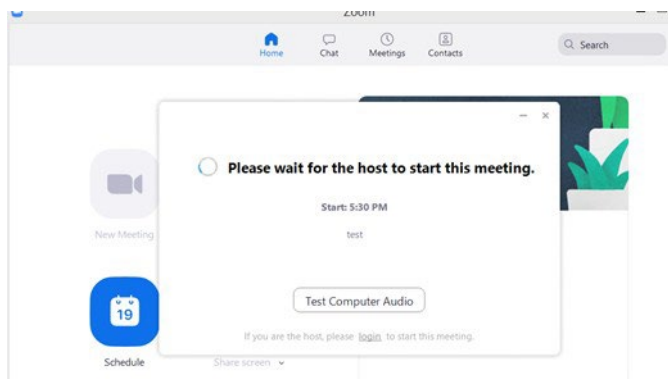 Zoom
Home Chat Meetings Contacts
Search
Please wait for the host to start this meeting.
Start: 5:30 PM
test
New Meeting
Test Computer Audio
19
If you are the host, please login to start this meeting.
Schedule Share screen